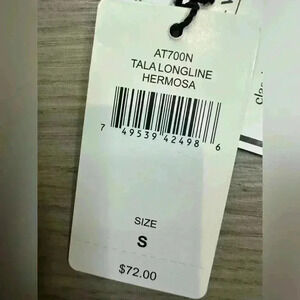 AT700N
TALA LONGLINE
HERMOSA
7 49539 42498 6
SIZE
S
$72.00